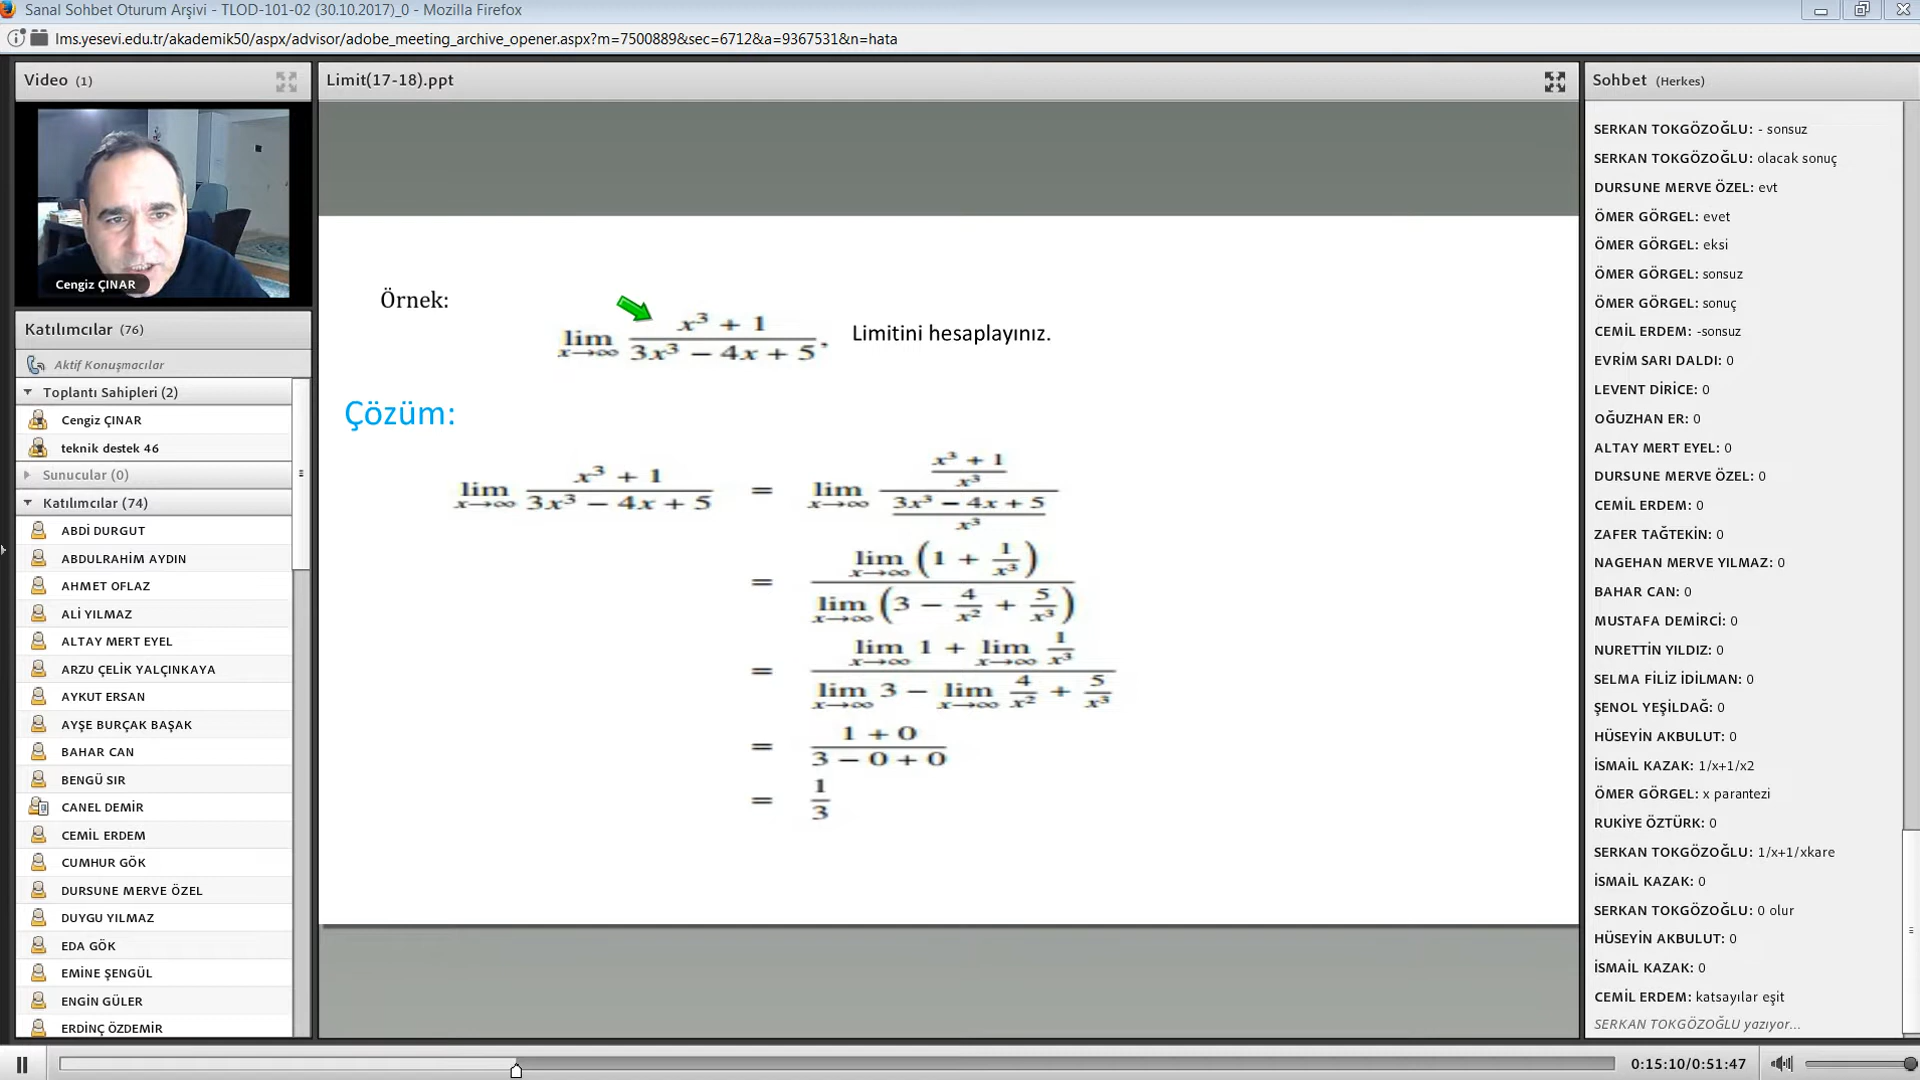 Sanal Sohbet Oturum Arşivi - TLOD-101-02 (30.10.2017)_0 - Mozilla Firefox
lms.yesevi.edu.tr/akademik50/aspx/advisor/adobe_meeting_archive_opener.aspx?m=7500889&sec=6712&a=9367531&n=hata
Video (1)
Cengiz ÇINAR
Katılımcılar (76)
Aktif Konuşmacılar
Toplantı Sahipleri (2)
Cengiz ÇINAR
teknik destek 46
Sunucular (0)
Katılımcılar (74)
ABDİ DURGUT
ABDULRAHİM AYDIN
AHMET OFLAZ
ALİ YILMAZ
ALTAY MERT EYEL
ARZU ÇELİK YALÇINKAYA
AYKUT ERSAN
AYŞE BURÇAK BAŞAK
BAHAR CAN
BENGÜ SIR
CANEL DEMİR
CEMİL ERDEM
CUMHUR GÖK
DURSUNE MERVE ÖZEL
DUYGU YILMAZ
EDA GÖK
EMİNE ŞENGÜL
ENGİN GÜLER
ERDİNÇ ÖZDEMİR
Limit(17-18).ppt
Örnek:
lim x→∞ (x³ + 1)/(3x³ − 4x + 5), Limitini hesaplayınız.
Çözüm:
lim x→∞ (x³ + 1)/(3x³ − 4x + 5) = lim x→∞ ((x³ + 1)/x³)/((3x³ − 4x + 5)/x³)
= (lim x→∞ (1 + 1/x³))/(lim x→∞ (3 − 4/x² + 5/x³))
= (lim x→∞ 1 + lim x→∞ 1/x³)/(lim x→∞ 3 − lim x→∞ 4/x² + 5/x³)
= (1 + 0)/(3 − 0 + 0)
= 1/3
Sohbet (Herkes)
SERKAN TOKGÖZOĞLU: - sonsuz
SERKAN TOKGÖZOĞLU: olacak sonuç
DURSUNE MERVE ÖZEL: evt
ÖMER GÖRGEL: evet
ÖMER GÖRGEL: eksi
ÖMER GÖRGEL: sonsuz
ÖMER GÖRGEL: sonuç
CEMİL ERDEM: -sonsuz
EVRİM SARI DALDI: 0
LEVENT DİRİCE: 0
OĞUZHAN ER: 0
ALTAY MERT EYEL: 0
DURSUNE MERVE ÖZEL: 0
CEMİL ERDEM: 0
ZAFER TAĞTEKİN: 0
NAGEHAN MERVE YILMAZ: 0
BAHAR CAN: 0
MUSTAFA DEMİRCİ: 0
NURETTİN YILDIZ: 0
SELMA FİLİZ İDİLMAN: 0
ŞENOL YEŞİLDAĞ: 0
HÜSEYİN AKBULUT: 0
İSMAİL KAZAK: 1/x+1/x2
ÖMER GÖRGEL: x parantezi
RUKİYE ÖZTÜRK: 0
SERKAN TOKGÖZOĞLU: 1/x+1/xkare
İSMAİL KAZAK: 0
SERKAN TOKGÖZOĞLU: 0 olur
HÜSEYİN AKBULUT: 0
İSMAİL KAZAK: 0
CEMİL ERDEM: katsayılar eşit
SERKAN TOKGÖZOĞLU yazıyor...
0:15:10/0:51:47